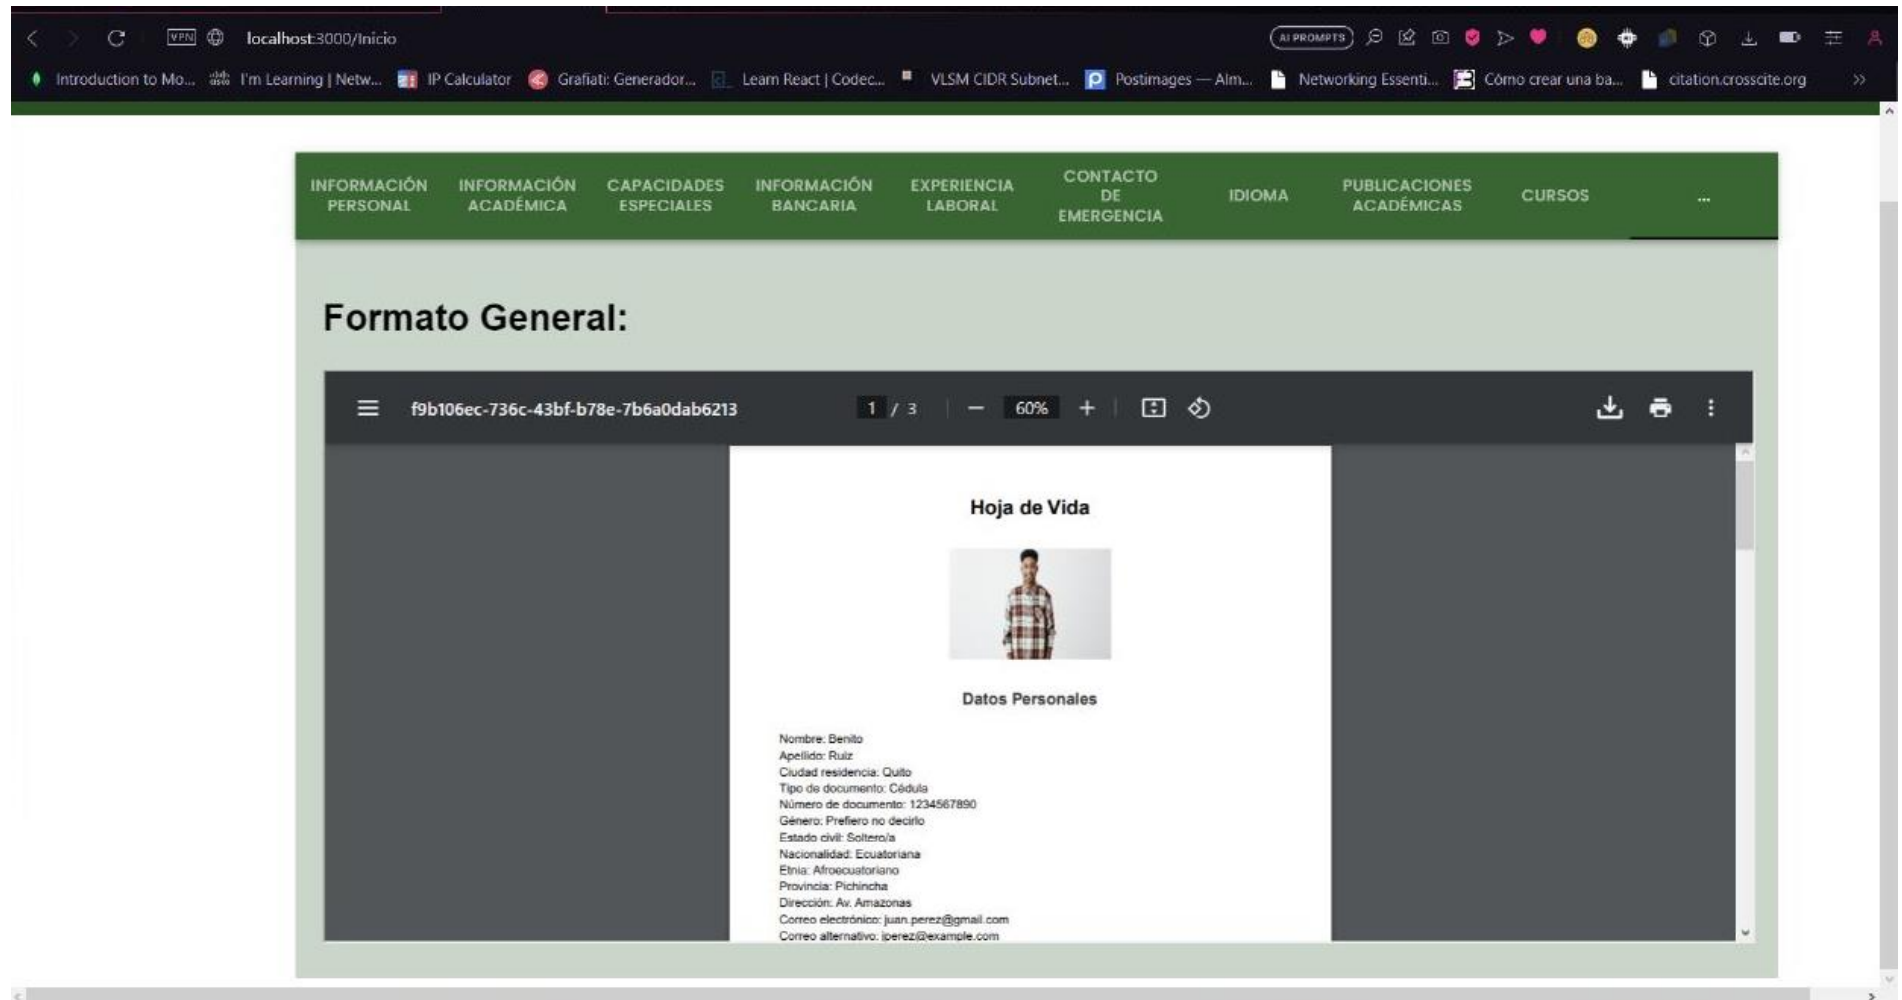 VPN localhost:3000/Inicio AI PROMPTS
Introduction to Mo... I'm Learning | Netw... IP Calculator Grafiati: Generador... Learn React | Codec... VLSM CIDR Subnet... Postimages — Alm... Networking Essenti... Cómo crear una ba... citation.crosscite.org »
INFORMACIÓN PERSONAL
INFORMACIÓN ACADÉMICA
CAPACIDADES ESPECIALES
INFORMACIÓN BANCARIA
EXPERIENCIA LABORAL
CONTACTO DE EMERGENCIA
IDIOMA
PUBLICACIONES ACADÉMICAS
CURSOS
...
Formato General:
f9b106ec-736c-43bf-b78e-7b6a0dab6213 1 / 3 — 60% +
Hoja de Vida
Datos Personales
Nombre: Benito
Apellido: Ruiz
Ciudad residencia: Quito
Tipo de documento: Cédula
Número de documento: 1234567890
Género: Prefiero no decirlo
Estado civil: Soltero/a
Nacionalidad: Ecuatoriana
Etnia: Afroecuatoriano
Provincia: Pichincha
Dirección: Av. Amazonas
Correo electrónico: juan.perez@gmail.com
Correo alternativo: jperez@example.com